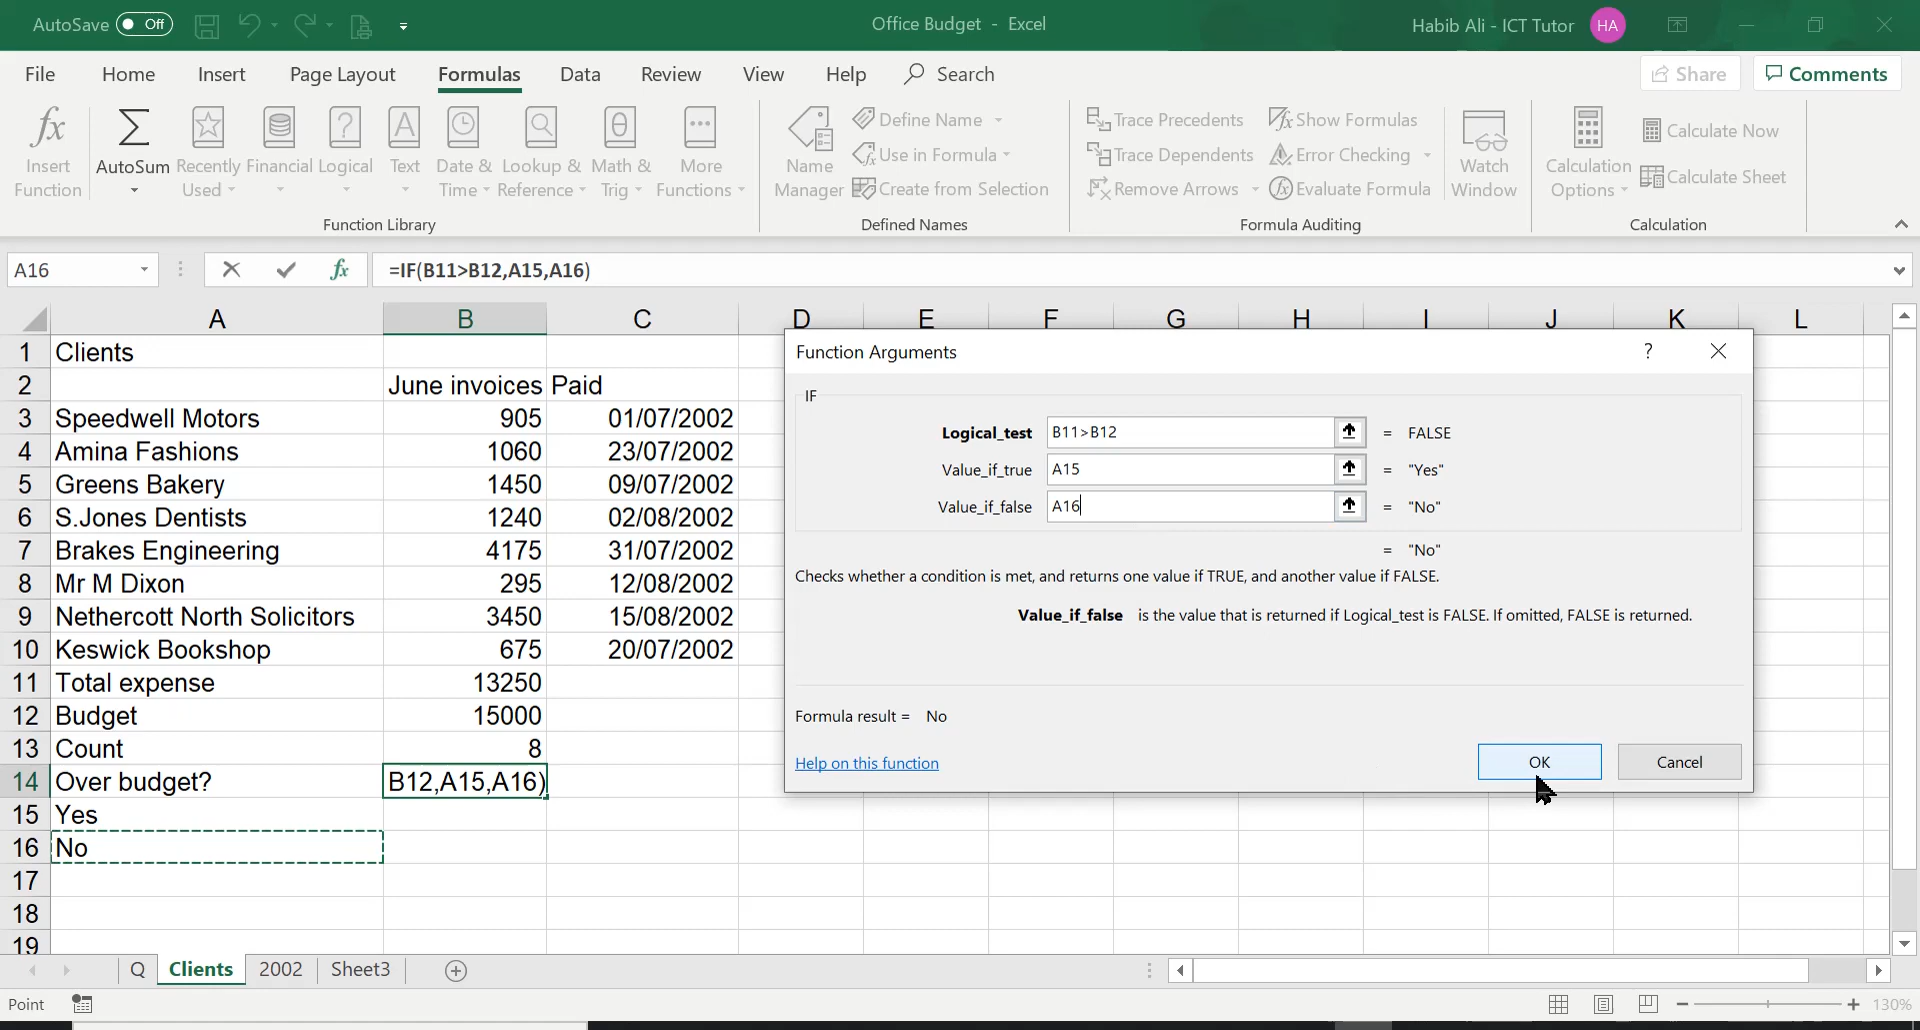 AutoSave Off Office Budget - Excel Habib Ali - ICT Tutor HA
File Home Insert Page Layout Formulas Data Review View Help Search Share Comments
fx Σ ? A θ
Insert AutoSum Recently Financial Logical Text Date & Lookup & Math & More
Function Used Time Reference Trig Functions
Function Library
Name Define Name
Manager Use in Formula
Create from Selection
Defined Names
Trace Precedents Show Formulas
Trace Dependents Error Checking
Remove Arrows Evaluate Formula
Watch
Window
Formula Auditing
Calculation Calculate Now
Options Calculate Sheet
Calculation
A16 fx =IF(B11>B12,A15,A16)
A B C D E F G H I J K L
1 Clients
2 June invoices Paid
3 Speedwell Motors 905 01/07/2002
4 Amina Fashions 1060 23/07/2002
5 Greens Bakery 1450 09/07/2002
6 S.Jones Dentists 1240 02/08/2002
7 Brakes Engineering 4175 31/07/2002
8 Mr M Dixon 295 12/08/2002
9 Nethercott North Solicitors 3450 15/08/2002
10 Keswick Bookshop 675 20/07/2002
11 Total expense 13250
12 Budget 15000
13 Count 8
14 Over budget? B12,A15,A16)
15 Yes
16 No
17
18
19
Function Arguments ?
IF
Logical_test B11>B12 = FALSE
Value_if_true A15 = "Yes"
Value_if_false A16 = "No"
= "No"
Checks whether a condition is met, and returns one value if TRUE, and another value if FALSE.
Value_if_false is the value that is returned if Logical_test is FALSE. If omitted, FALSE is returned.
Formula result = No
Help on this function OK Cancel
Q Clients 2002 Sheet3
Point 130%